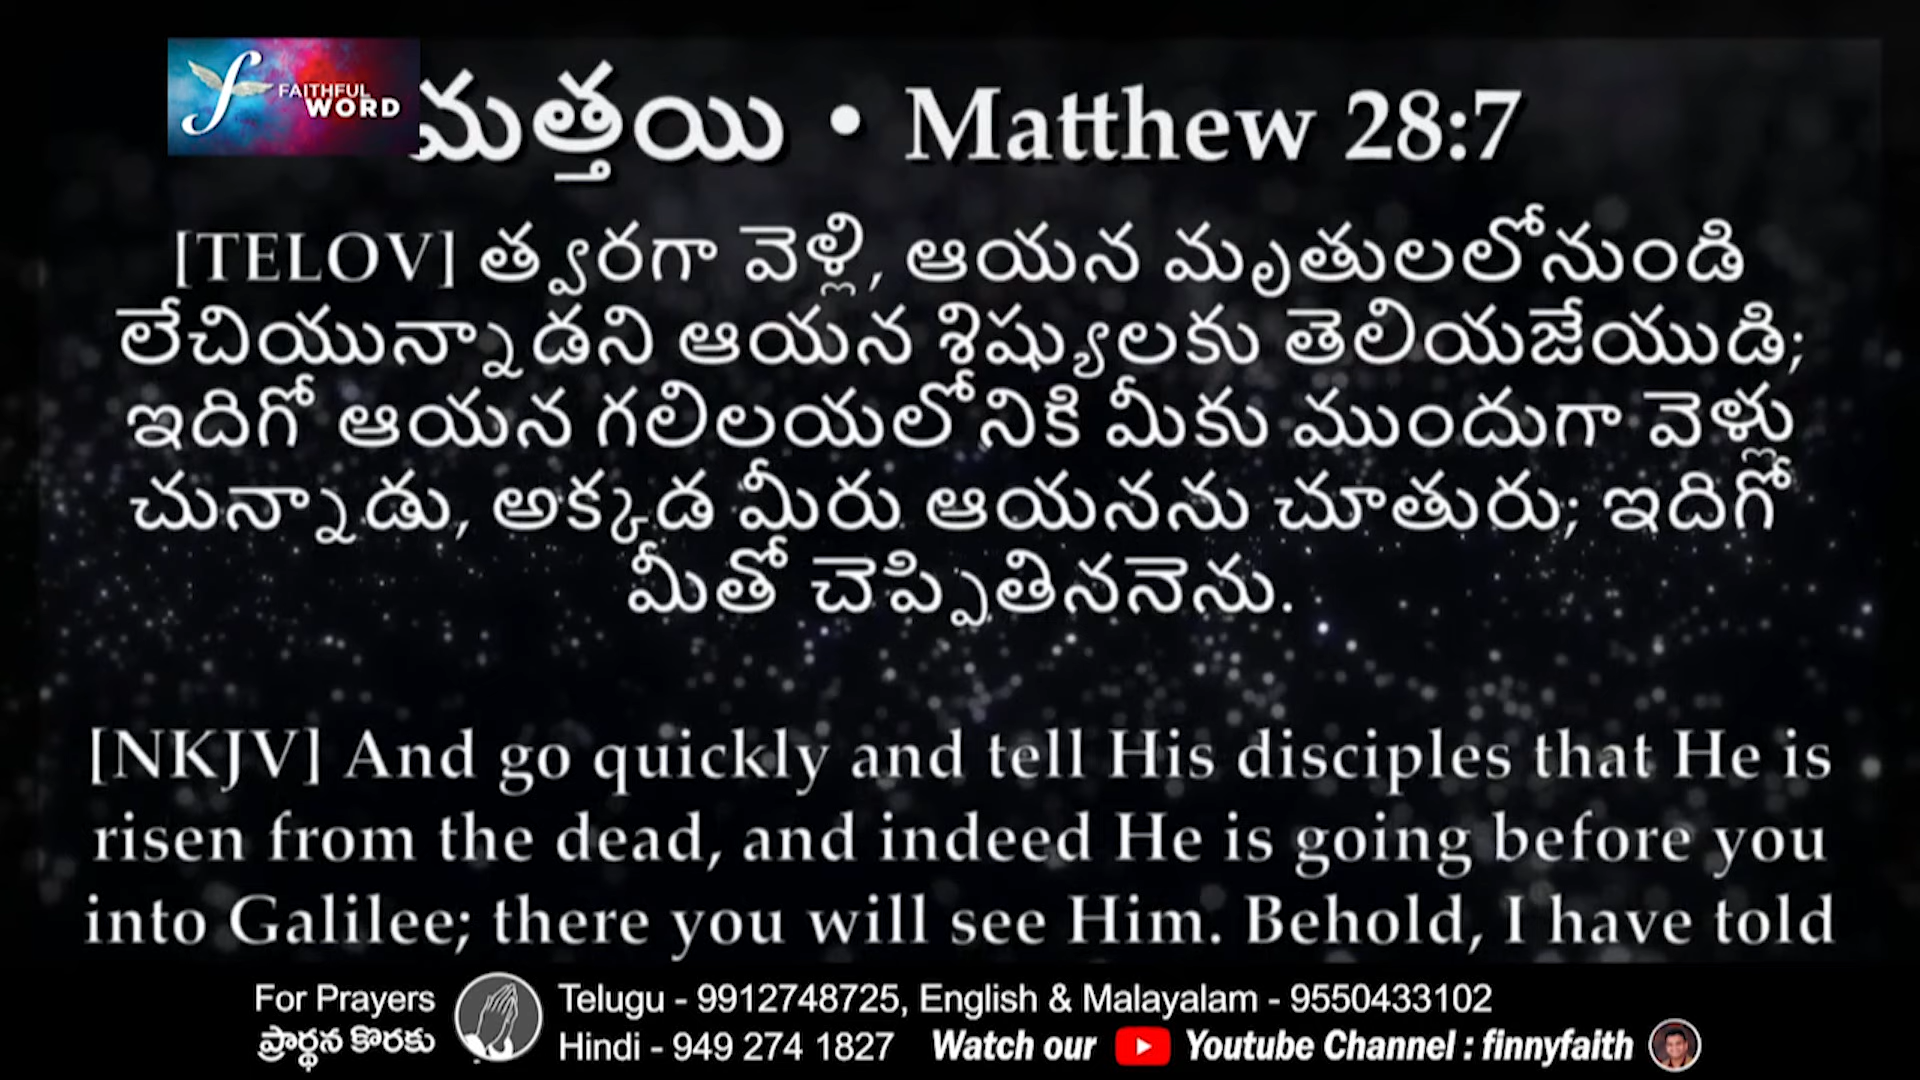 FAITHFUL
WORD
మత్తయి • Matthew 28:7
[TELOV] త్వరగా వెళ్లి, ఆయన మృతులలోనుండి
లేచియున్నాడని ఆయన శిష్యులకు తెలియజేయుడి;
ఇదిగో ఆయన గలిలయలోనికి మీకు ముందుగా వెళ్లు
చున్నాడు, అక్కడ మీరు ఆయనను చూతురు; ఇదిగో
మీతో చెప్పితిననెను.
[NKJV] And go quickly and tell His disciples that He is
risen from the dead, and indeed He is going before you
into Galilee; there you will see Him. Behold, I have told
For Prayers
ప్రార్థన కొరకు
Telugu - 9912748725, English & Malayalam - 9550433102
Hindi - 949 274 1827 Watch our Youtube Channel : finnyfaith